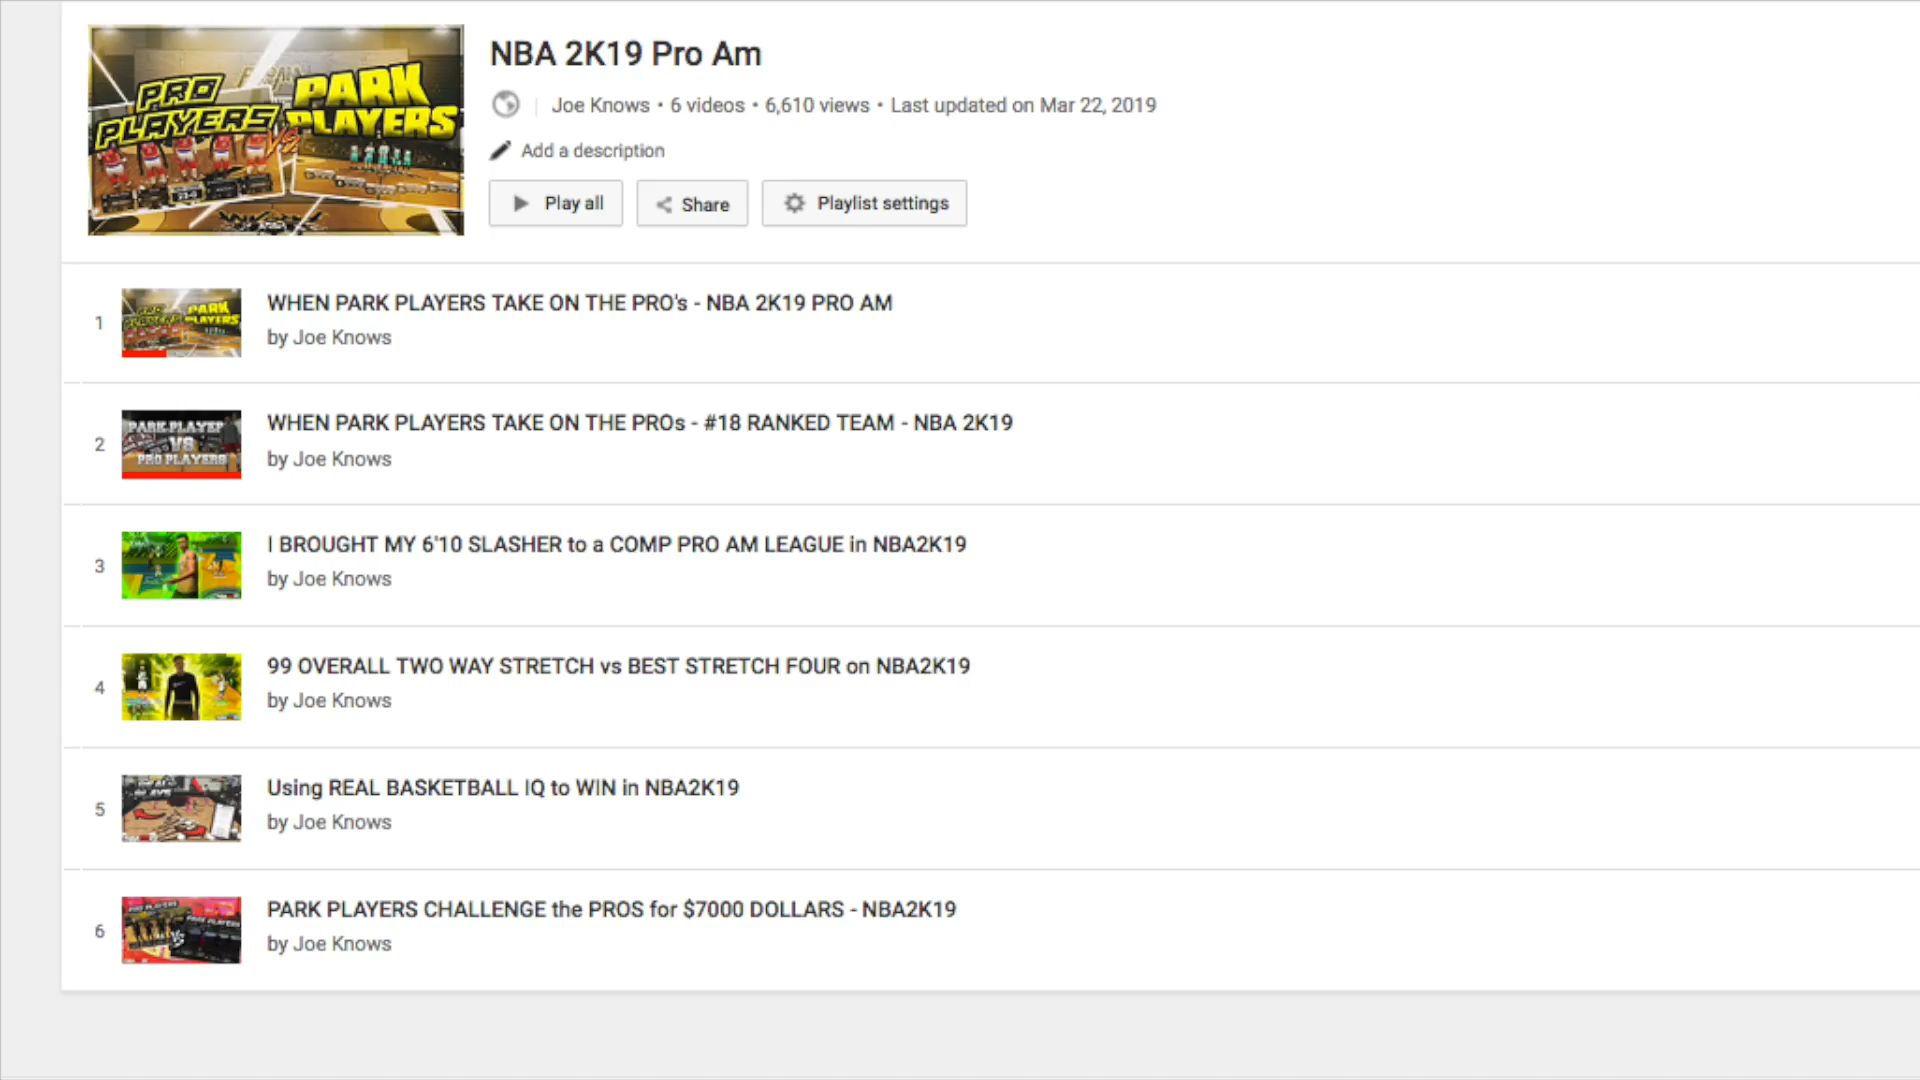 PRO
PLAYERS
VS
PARK
PLAYERS
NBA 2K19 Pro Am
Joe Knows • 6 videos • 6,610 views • Last updated on Mar 22, 2019
Add a description
Play all
Share
Playlist settings
1
PARK
PLAYERS
WHEN PARK PLAYERS TAKE ON THE PRO's - NBA 2K19 PRO AM
by Joe Knows
2
PARK PLAYER
VS
PRO PLAYERS
WHEN PARK PLAYERS TAKE ON THE PROs - #18 RANKED TEAM - NBA 2K19
by Joe Knows
3
I BROUGHT MY 6'10 SLASHER to a COMP PRO AM LEAGUE in NBA2K19
by Joe Knows
4
99 OVERALL TWO WAY STRETCH vs BEST STRETCH FOUR on NBA2K19
by Joe Knows
5
Using REAL BASKETBALL IQ to WIN in NBA2K19
by Joe Knows
6
PARK PLAYERS CHALLENGE the PROS for $7000 DOLLARS - NBA2K19
by Joe Knows